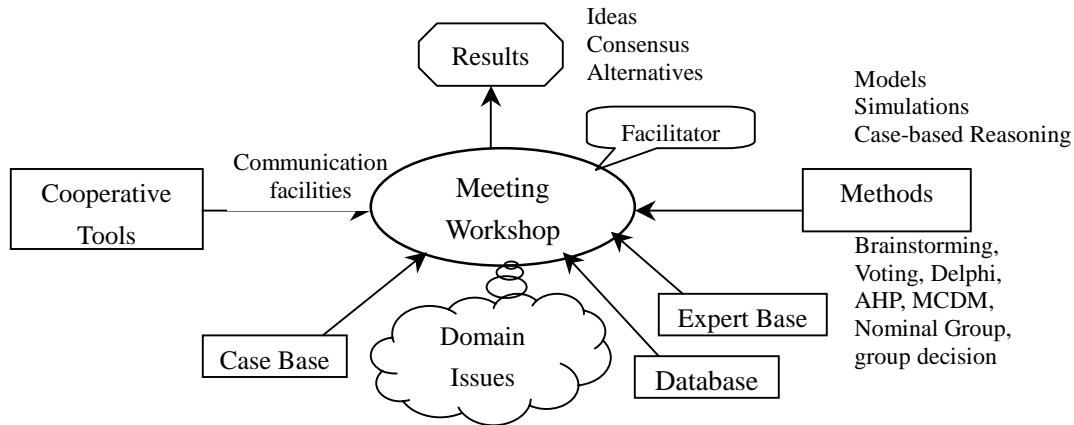 Ideas
Consensus
Alternatives
Results
Models
Simulations
Case-based Reasoning
Facilitator
Communication
facilities
Cooperative
Tools
Meeting
Workshop
Methods
Brainstorming,
Voting, Delphi,
AHP, MCDM,
Nominal Group,
group decision
Expert Base
Case Base
Domain
Issues
Database